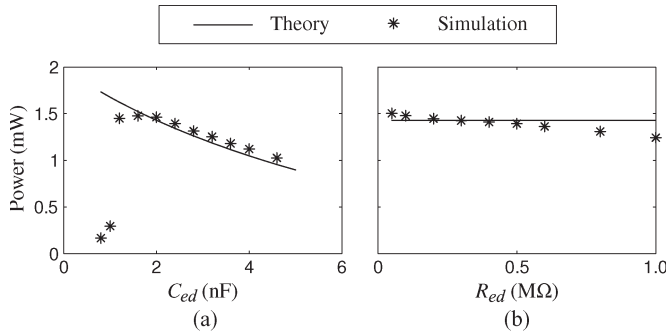 Theory Simulation
Power (mW)
2
1.5
1
0.5
0
0 2 4 6
C_ed (nF)
(a)
0 0.5 1.0
R_ed (MΩ)
(b)